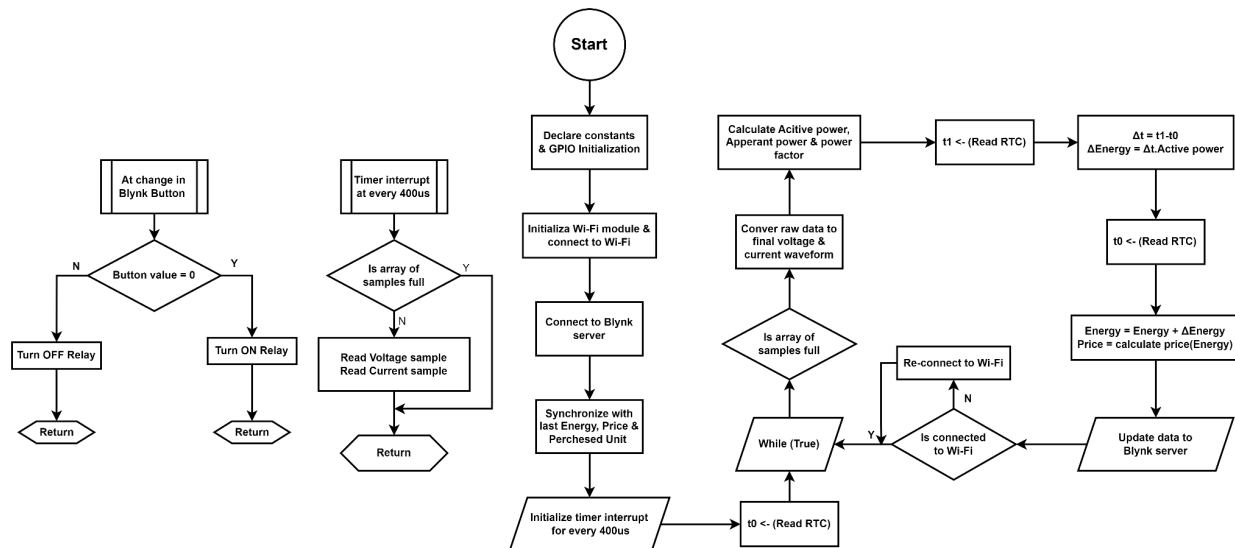 At change in
Blynk Button
Button value = 0
N
Y
Turn OFF Relay
Turn ON Relay
Return
Return
Timer interrupt
at every 400us
Is array of
samples full
Y
N
Read Voltage sample
Read Current sample
Return
Start
Declare constants
& GPIO Initialization
Initializa Wi-Fi module &
connect to Wi-Fi
Connect to Blynk
server
Synchronize with
last Energy, Price &
Perchesed Unit
Initialize timer interrupt
for every 400us
t0 <- (Read RTC)
While (True)
Is array of
samples full
Conver raw data to
final voltage &
current waveform
Calculate Acitive power,
Apperant power & power
factor
t1 <- (Read RTC)
Δt = t1-t0
ΔEnergy = Δt.Active power
t0 <- (Read RTC)
Energy = Energy + ΔEnergy
Price = calculate price(Energy)
Update data to
Blynk server
Is connected
to Wi-Fi
Y
N
Re-connect to Wi-Fi